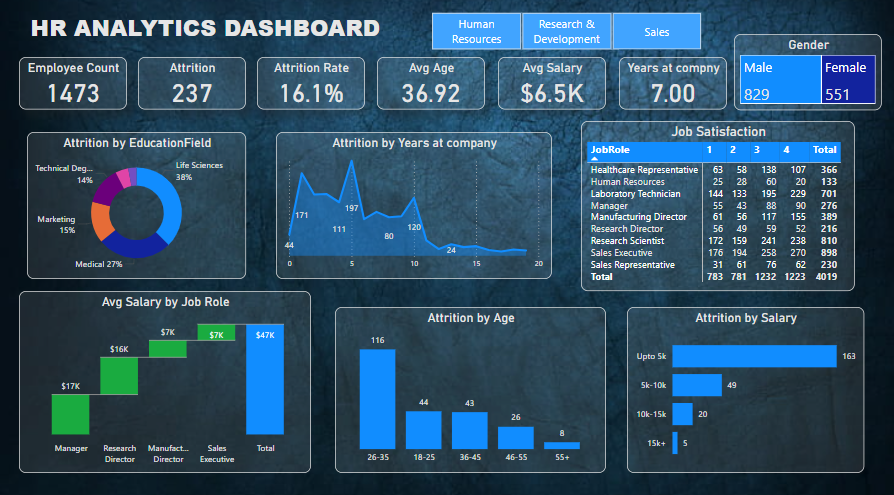 HR ANALYTICS DASHBOARD
Human
Resources
Research &
Development
Sales
Employee Count
1473
Attrition
237
Attrition Rate
16.1%
Avg Age
36.92
Avg Salary
$6.5K
Years at compny
7.00
Gender
Male
829
Female
551
Attrition by EducationField
Technical Deg...
14%
Life Sciences
38%
Marketing
15%
Medical 27%
Attrition by Years at company
44
171
111
197
80
120
24
0 5 10 15 20
Job Satisfaction
JobRole 1 2 3 4 Total
Healthcare Representative 63 58 138 107 366
Human Resources 25 28 60 20 133
Laboratory Technician 144 133 195 229 701
Manager 55 43 88 90 276
Manufacturing Director 61 56 117 155 389
Research Director 56 49 59 52 216
Research Scientist 172 159 241 238 810
Sales Executive 176 194 258 270 898
Sales Representative 31 61 76 62 230
Total 783 781 1232 1223 4019
Avg Salary by Job Role
$17K
$16K
$7K
$7K
$47K
Manager
Research
Director
Manufact...
Director
Sales
Executive
Total
Attrition by Age
116
44
43
26
8
26-35 18-25 36-45 46-55 55+
Attrition by Salary
Upto 5k 163
5k-10k 49
10k-15k 20
15k+ 5